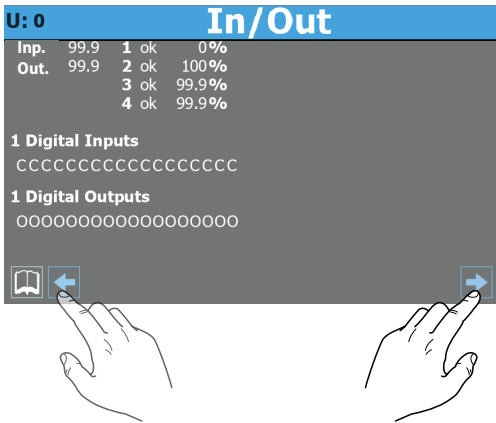 U: 0 In/Out
Inp. 99.9 1 ok 0%
Out. 99.9 2 ok 100%
3 ok 99.9%
4 ok 99.9%
1 Digital Inputs
CCCCCCCCCCCCCCCCCC
1 Digital Outputs
OOOOOOOOOOOOOOOOOO